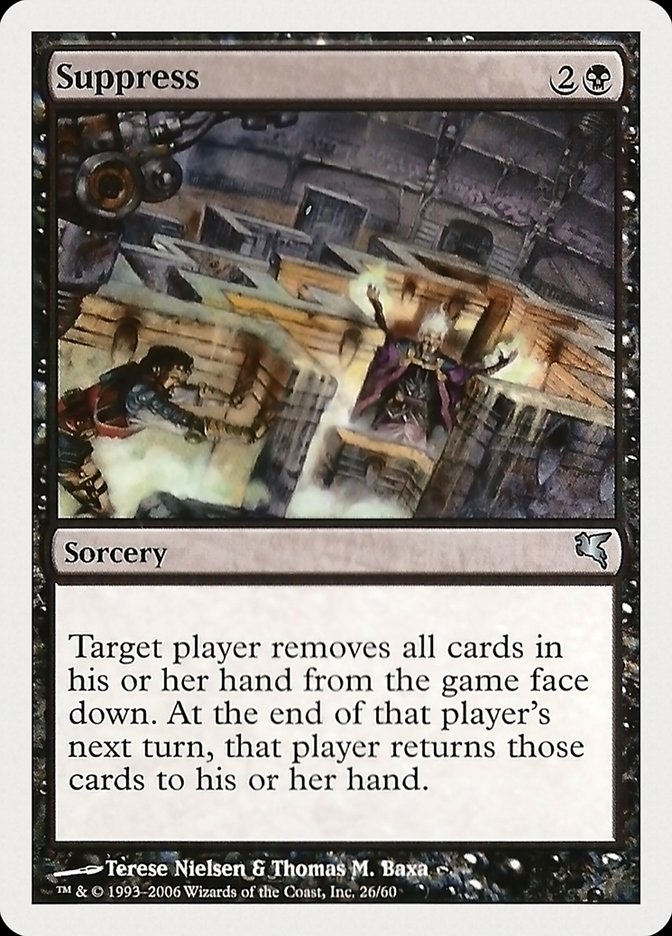 Suppress 2
Sorcery
Target player removes all cards in
his or her hand from the game face
down. At the end of that player's
next turn, that player returns those
cards to his or her hand.
Terese Nielsen & Thomas M. Baxa
™ & © 1993–2006 Wizards of the Coast, Inc. 26/60